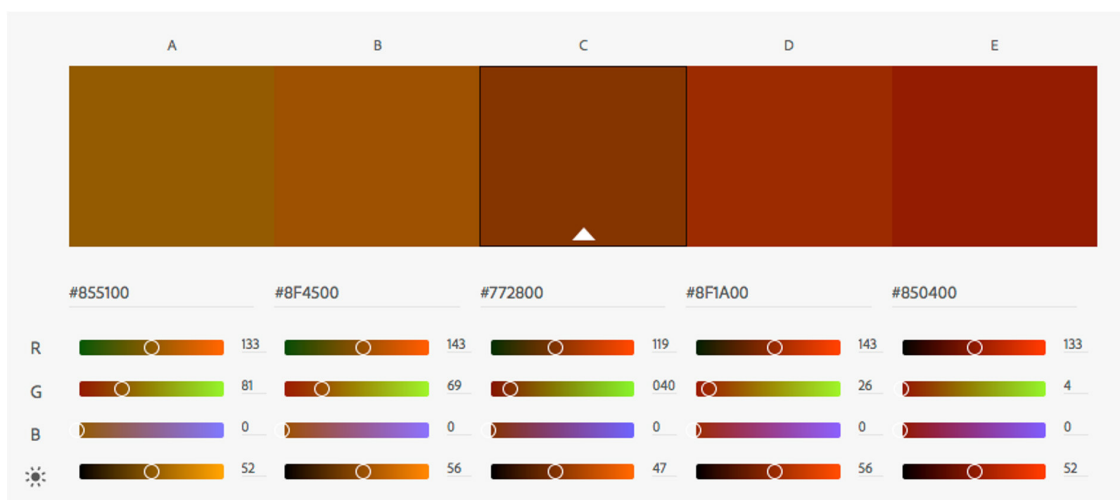 A B C D E
#855100 #8F4500 #772800 #8F1A00 #850400
R 133 143 119 143 133
G 81 69 040 26 4
B 0 0 0 0 0
52 56 47 56 52